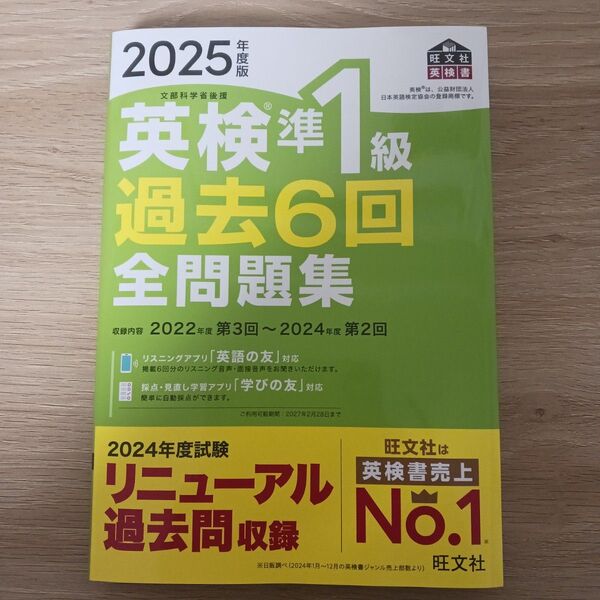 2025年度版
旺文社
英検書
文部科学省後援
英検®は、公益財団法人
日本英語検定協会の登録商標です。
英検®準1級
過去6回
全問題集
収録内容 2022年度 第3回～2024年度 第2回
リスニングアプリ「英語の友」対応
掲載6回分のリスニング音声・面接音声をお聞きいただけます。
採点・見直し学習アプリ「学びの友」対応
簡単に自動採点ができます。
ご利用可能期間：2027年2月28日まで
2024年度試験
リニューアル
過去問収録
旺文社は
英検書売上
No.1※
※日販調べ(2024年1月～12月の英検書ジャンル売上部数より)
旺文社